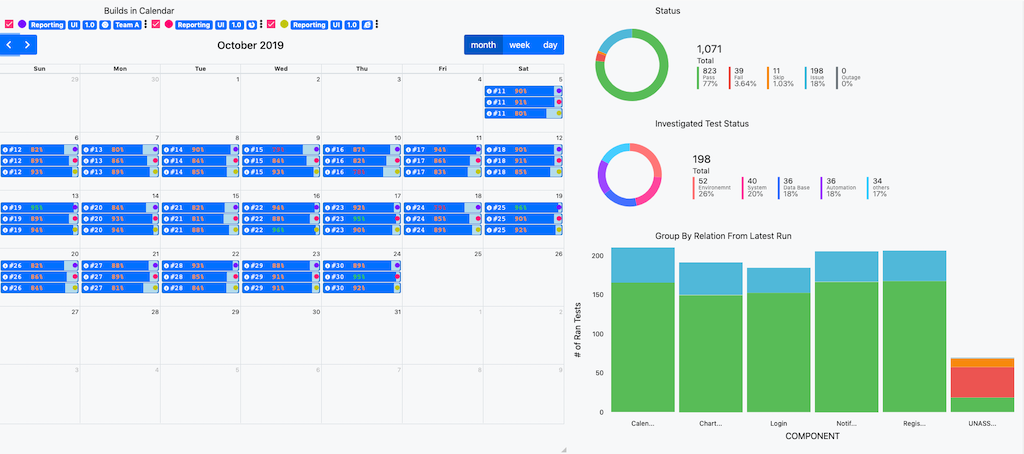 Builds in Calendar
Reporting UI 1.0 Team A
Reporting UI 1.0
Reporting UI 1.0
October 2019
month week day
Sun Mon Tue Wed Thu Fri Sat
29 30 1 2 3 4 5
#11 90%
#11 91%
#11 80%
6 7 8 9 10 11 12
#12 82% #13 80% #14 90% #15 #16 87% #17 94% #18 90%
#12 89% #13 86% #14 84% #15 84% #16 82% #17 86% #18 91%
#12 93% #13 89% #14 85% #15 93% #16 #17 83% #18 85%
13 14 15 16 17 18 19
#19 #20 84% #21 82% #22 94% #23 92% #24 #25 96%
#19 89% #20 93% #21 81% #22 88% #23 95% #24 85% #25 90%
#19 94% #20 94% #21 88% #22 96% #23 90% #24 89% #25 92%
20 21 22 23 24 25 26
#26 82% #27 88% #28 93% #29 88% #30 89%
#26 86% #27 89% #28 85% #29 91% #30
#26 84% #27 81% #28 84% #29 91% #30 92%
27 28 29 30 31 1 2
3 4 5 6 7 8 9
Status
1,071
Total
823 39 11 198 0
Pass Fail Skip Issue Outage
77% 3.64% 1.03% 18% 0%
Investigated Test Status
198
Total
52 40 36 36 34
Environemnt System Data Base Automation others
26% 20% 18% 18% 17%
Group By Relation From Latest Run
# of Ran Tests
200
150
100
50
0
Calen... Chart... Login Notif... Regis... UNASS...
COMPONENT